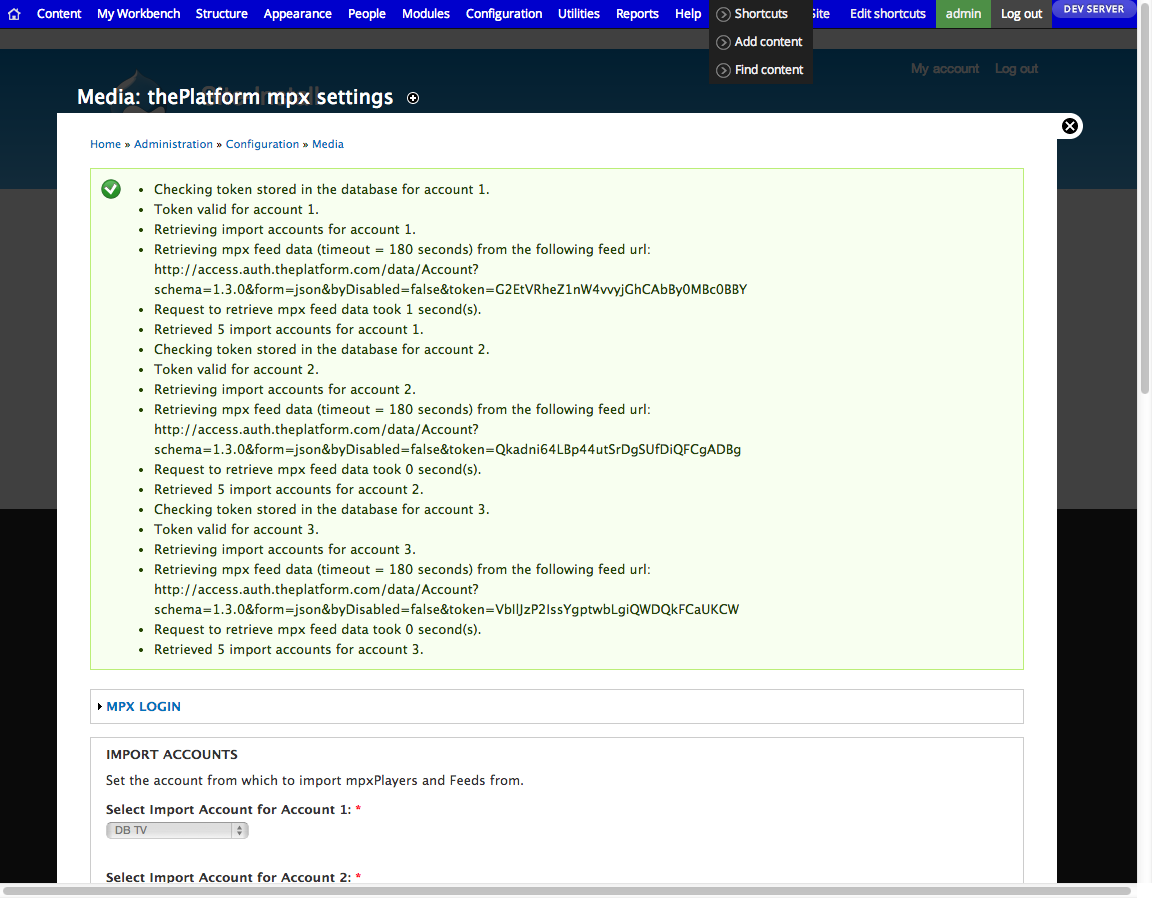 Content My Workbench Structure Appearance People Modules Configuration Utilities Reports Help Shortcuts Site Edit shortcuts admin Log out DEV SERVER
Add content
Find content
My account Log out
Media: thePlatform mpx settings
Home » Administration » Configuration » Media
Checking token stored in the database for account 1.
Token valid for account 1.
Retrieving import accounts for account 1.
Retrieving mpx feed data (timeout = 180 seconds) from the following feed url:
http://access.auth.theplatform.com/data/Account?
schema=1.3.0&form=json&byDisabled=false&token=G2EtVRheZ1nW4vvyjGhCAbBy0MBc0BBY
Request to retrieve mpx feed data took 1 second(s).
Retrieved 5 import accounts for account 1.
Checking token stored in the database for account 2.
Token valid for account 2.
Retrieving import accounts for account 2.
Retrieving mpx feed data (timeout = 180 seconds) from the following feed url:
http://access.auth.theplatform.com/data/Account?
schema=1.3.0&form=json&byDisabled=false&token=Qkadni64LBp44utSrDgSUfDiQFCgADBg
Request to retrieve mpx feed data took 0 second(s).
Retrieved 5 import accounts for account 2.
Checking token stored in the database for account 3.
Token valid for account 3.
Retrieving import accounts for account 3.
Retrieving mpx feed data (timeout = 180 seconds) from the following feed url:
http://access.auth.theplatform.com/data/Account?
schema=1.3.0&form=json&byDisabled=false&token=VbIlJzP2IssYgptwbLgiQWDQkFCaUKCW
Request to retrieve mpx feed data took 0 second(s).
Retrieved 5 import accounts for account 3.
MPX LOGIN
IMPORT ACCOUNTS
Set the account from which to import mpxPlayers and Feeds from.
Select Import Account for Account 1: *
DB TV
Select Import Account for Account 2: *